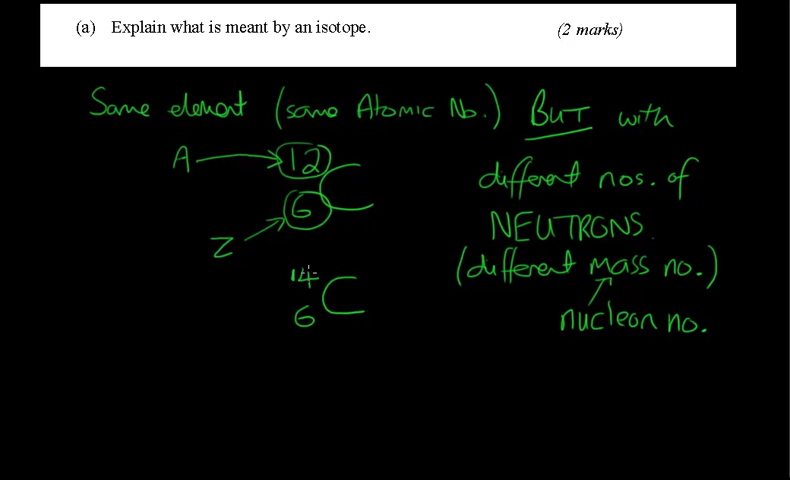 (a) Explain what is meant by an isotope. (2 marks)
Same element (same Atomic No.) BUT with
different nos. of
NEUTRONS
(different mass no.)
nucleon no.
A 12
C
6
Z
14
C
6